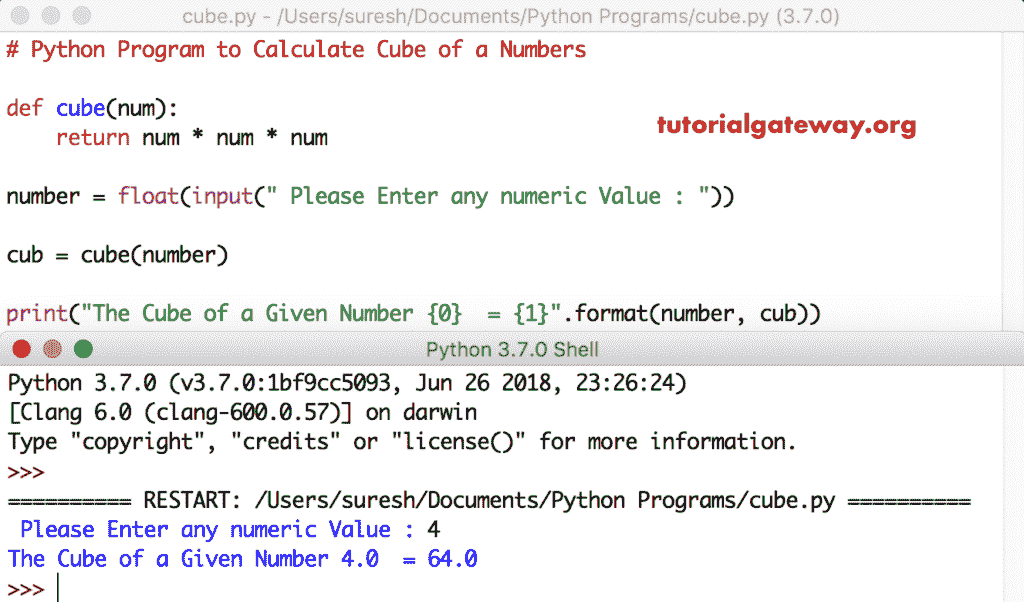 cube.py - /Users/suresh/Documents/Python Programs/cube.py (3.7.0)
# Python Program to Calculate Cube of a Numbers
def cube(num):
    return num * num * num
tutorialgateway.org
number = float(input(" Please Enter any numeric Value : "))
cub = cube(number)
print("The Cube of a Given Number {0}  = {1}".format(number, cub))
Python 3.7.0 Shell
Python 3.7.0 (v3.7.0:1bf9cc5093, Jun 26 2018, 23:26:24)
[Clang 6.0 (clang-600.0.57)] on darwin
Type "copyright", "credits" or "license()" for more information.
>>>
========== RESTART: /Users/suresh/Documents/Python Programs/cube.py ==========
 Please Enter any numeric Value : 4
The Cube of a Given Number 4.0  = 64.0
>>>